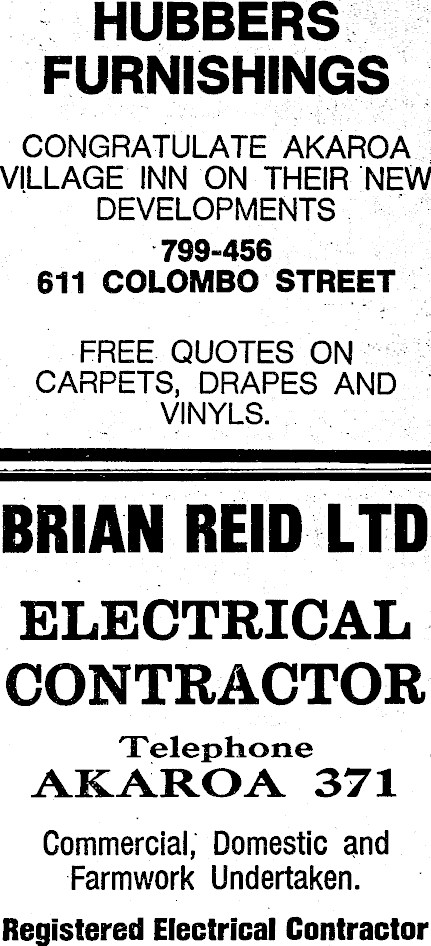 HUBBERS
FURNISHINGS
CONGRATULATE AKAROA
VILLAGE INN ON THEIR NEW
DEVELOPMENTS
799-456
611 COLOMBO STREET
FREE QUOTES ON
CARPETS, DRAPES AND
VINYLS.
BRIAN REID LTD
ELECTRICAL
CONTRACTOR
Telephone
AKAROA 371
Commercial, Domestic and
Farmwork Undertaken.
Registered Electrical Contractor